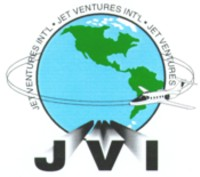 JET VENTURES INT'L • JET VENTURES INT'L • JET VENTURES
JVI